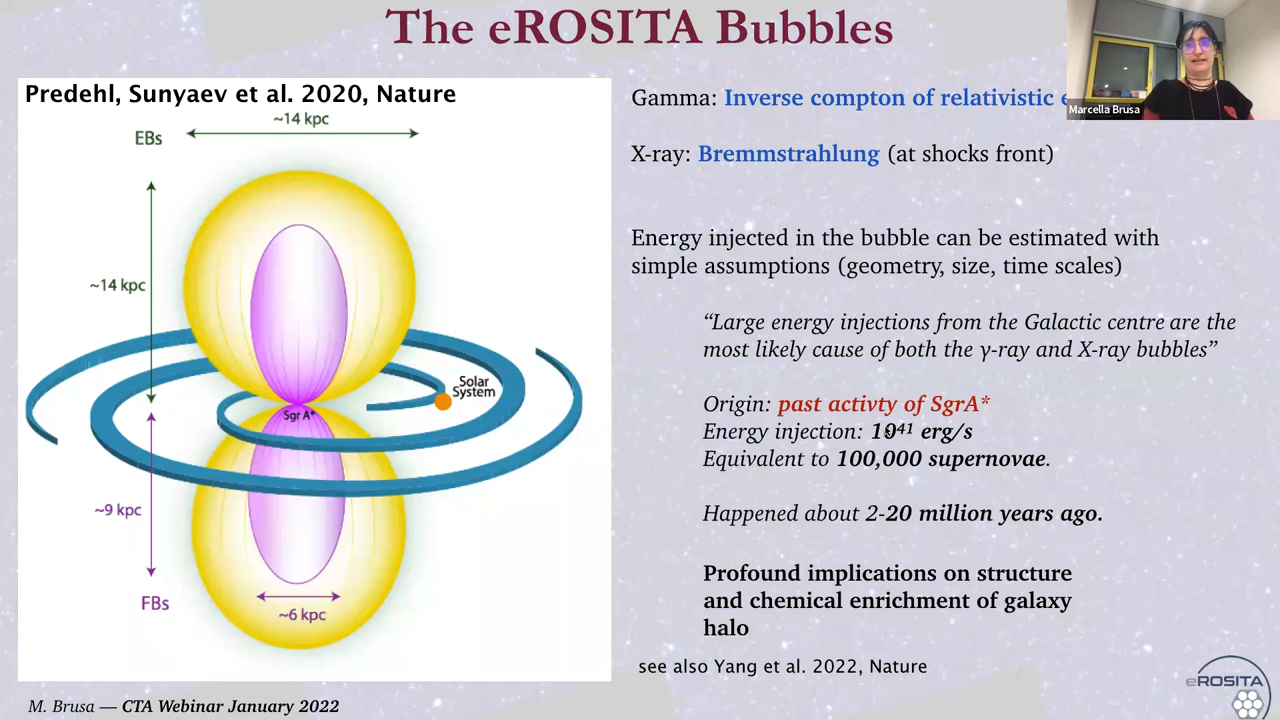 The eROSITA Bubbles
Marcella Brusa
Predehl, Sunyaev et al. 2020, Nature
~14 kpc
EBs
~14 kpc
Solar
System
Sgr A*
~9 kpc
FBs
~6 kpc
Gamma: Inverse compton of relativistic
X-ray: Bremmstrahlung (at shocks front)
Energy injected in the bubble can be estimated with
simple assumptions (geometry, size, time scales)
“Large energy injections from the Galactic centre are the
most likely cause of both the γ-ray and X-ray bubbles”
Origin: past activty of SgrA*
Energy injection: 10⁴¹ erg/s
Equivalent to 100,000 supernovae.
Happened about 2-20 million years ago.
Profound implications on structure
and chemical enrichment of galaxy
halo
see also Yang et al. 2022, Nature
M. Brusa — CTA Webinar January 2022
eROSITA